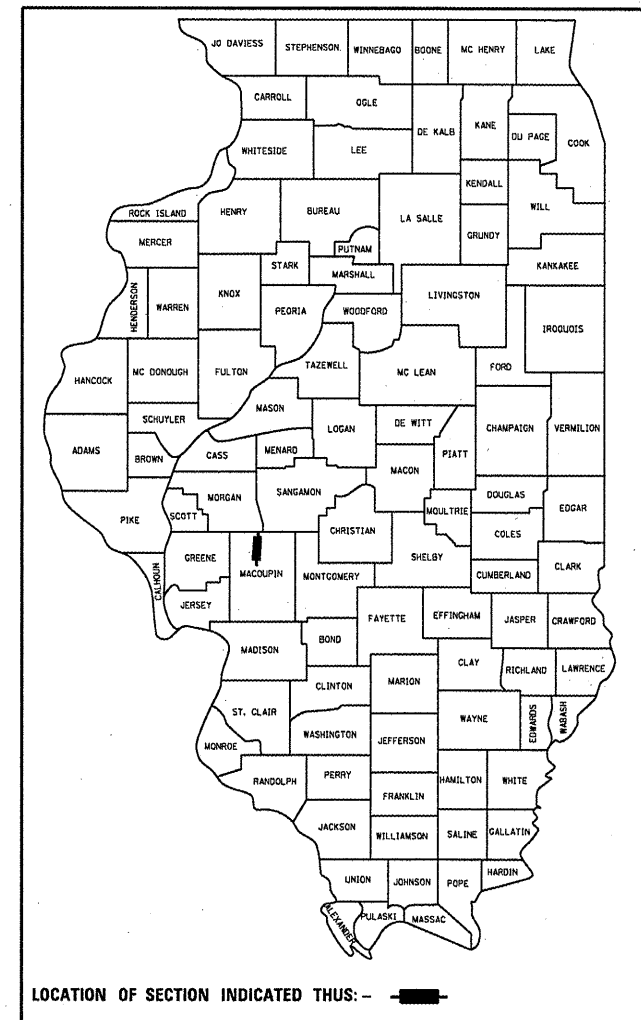 JO DAVIESS
STEPHENSON
WINNEBAGO
BOONE
MC HENRY
LAKE
CARROLL
OGLE
DE KALB
KANE
DU PAGE
COOK
WHITESIDE
LEE
KENDALL
WILL
ROCK ISLAND
HENRY
BUREAU
LA SALLE
GRUNDY
MERCER
PUTNAM
KANKAKEE
STARK
MARSHALL
HENDERSON
WARREN
KNOX
PEORIA
WOODFORD
LIVINGSTON
IROQUOIS
HANCOCK
MC DONOUGH
FULTON
TAZEWELL
MC LEAN
FORD
SCHUYLER
MASON
LOGAN
DE WITT
CHAMPAIGN
VERMILION
ADAMS
BROWN
CASS
MENARD
MACON
PIATT
PIKE
SCOTT
MORGAN
SANGAMON
CHRISTIAN
MOULTRIE
DOUGLAS
EDGAR
COLES
CALHOUN
GREENE
MACOUPIN
MONTGOMERY
SHELBY
CUMBERLAND
CLARK
JERSEY
FAYETTE
EFFINGHAM
JASPER
CRAWFORD
MADISON
BOND
CLAY
RICHLAND
LAWRENCE
CLINTON
MARION
ST. CLAIR
WAYNE
EDWARDS
WABASH
MONROE
WASHINGTON
JEFFERSON
RANDOLPH
PERRY
FRANKLIN
HAMILTON
WHITE
JACKSON
WILLIAMSON
SALINE
GALLATIN
UNION
JOHNSON
POPE
HARDIN
ALEXANDER
PULASKI
MASSAC
LOCATION OF SECTION INDICATED THUS: -